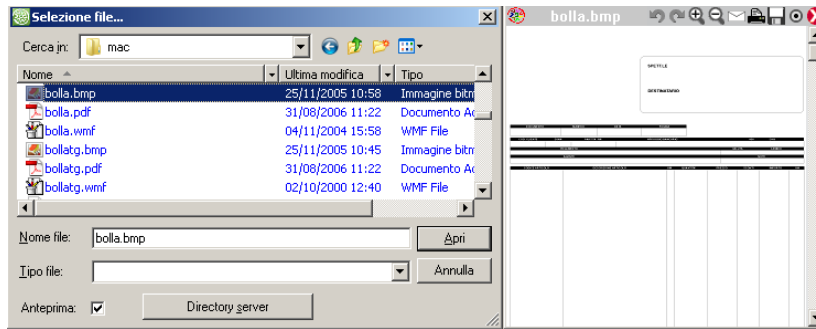 Selezione file...
Cerca in: mac
Nome Ultima modifica Tipo
bolla.bmp 25/11/2005 10:58 Immagine bitm
bolla.pdf 31/08/2006 11:22 Documento Ac
bolla.wmf 04/11/2004 15:58 WMF File
bollatg.bmp 25/11/2005 10:45 Immagine bitm
bollatg.pdf 31/08/2006 11:22 Documento Ac
bollatg.wmf 02/10/2000 12:40 WMF File
Nome file: bolla.bmp Apri
Tipo file: Annulla
Anteprima: Directory server
bolla.bmp
SPETT.LE
DESTINATARIO